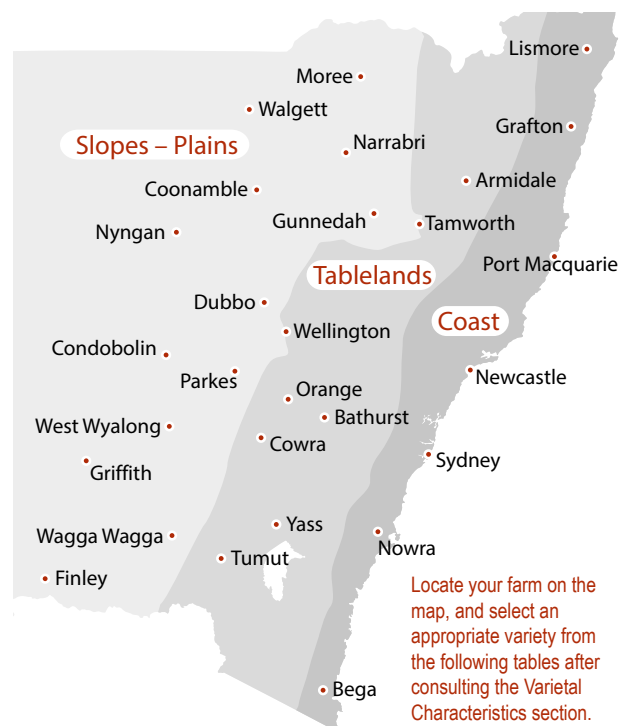 Lismore
Moree
Walgett
Grafton
Slopes – Plains
Narrabri
Armidale
Coonamble
Gunnedah
Tamworth
Nyngan
Port Macquarie
Tablelands
Dubbo
Coast
Wellington
Condobolin
Parkes
Newcastle
Orange
Bathurst
West Wyalong
Cowra
Sydney
Griffith
Yass
Wagga Wagga
Nowra
Tumut
Finley
Locate your farm on the
map, and select an
appropriate variety from
the following tables after
consulting the Varietal
Characteristics section.
Bega